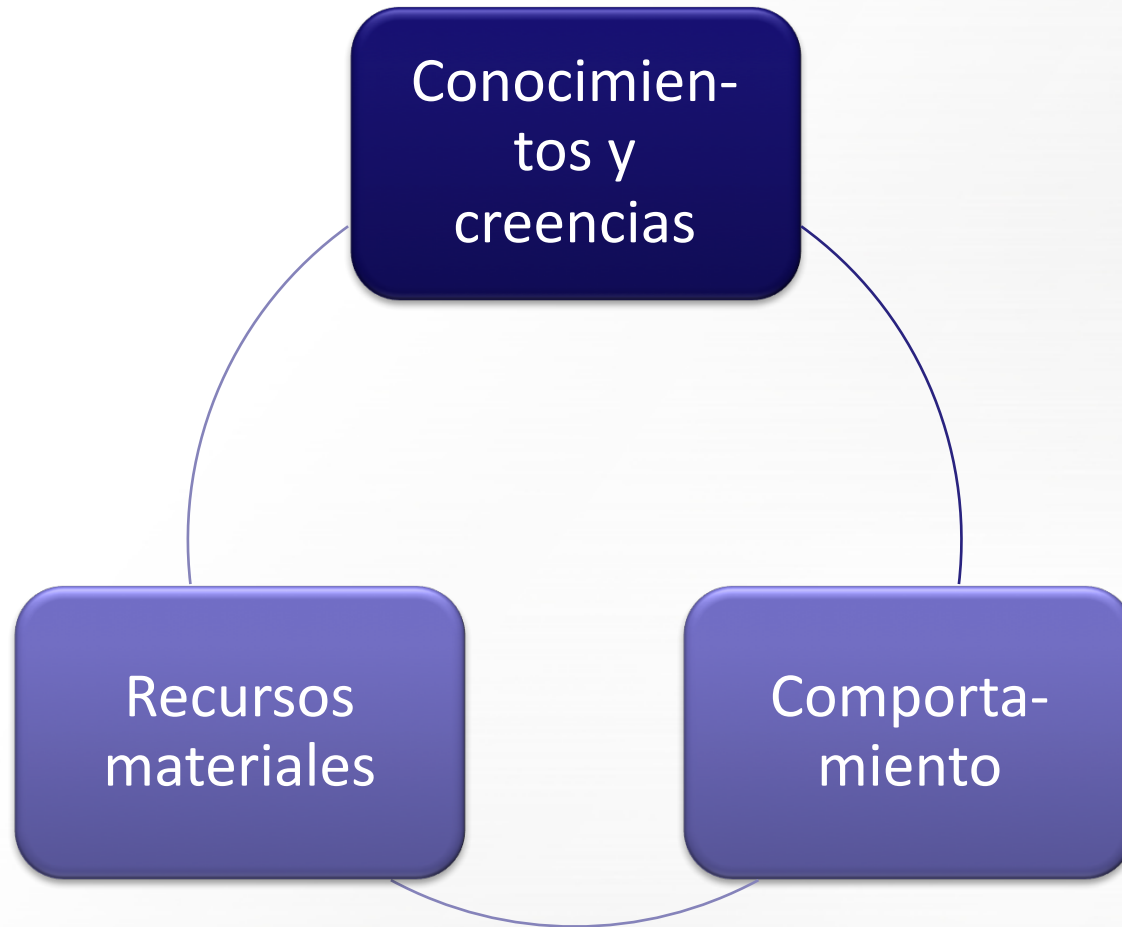 Conocimien-
tos y
creencias
Recursos
materiales
Comporta-
miento